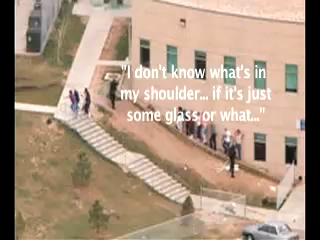 "I don't know what's in
my shoulder... if it's just
some glass or what..."